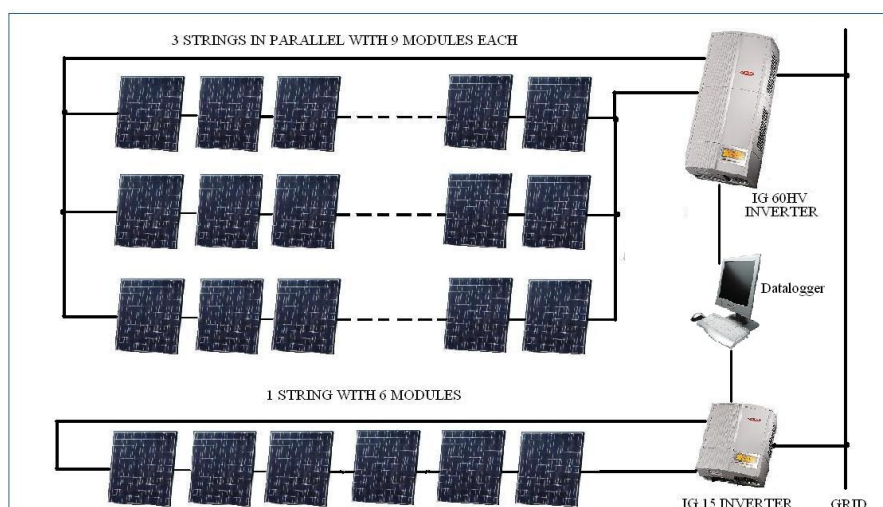 3 STRINGS IN PARALLEL WITH 9 MODULES EACH
IG 60HV
INVERTER
Datalogger
1 STRING WITH 6 MODULES
IG 15 INVERTER
GRID